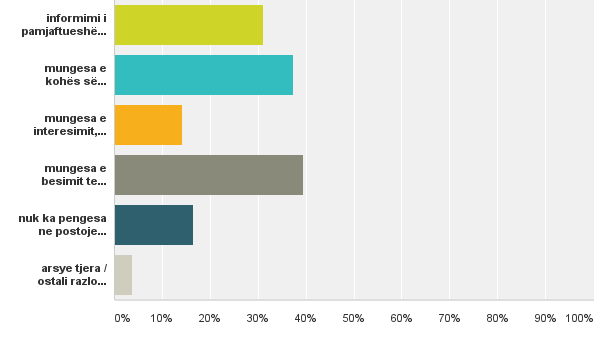 informimi i
pamjaftueshë...
mungesa e
kohës së...
mungesa e
interesimit,...
mungesa e
besimit te...
nuk ka pengesa
ne postoje...
arsye tjera /
ostali razlo...
0% 10% 20% 30% 40% 50% 60% 70% 80% 90% 100%